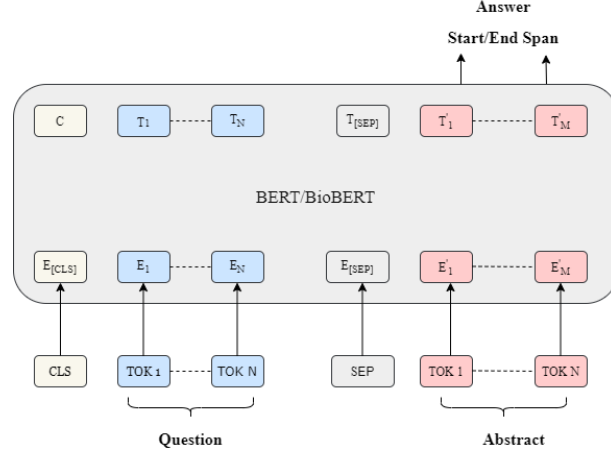 Answer
Start/End Span
C T1 TN T[SEP] T'1 T'M
BERT/BioBERT
E[CLS] E1 EN E[SEP] E'1 E'M
CLS TOK 1 TOK N SEP TOK 1 TOK N
Question Abstract